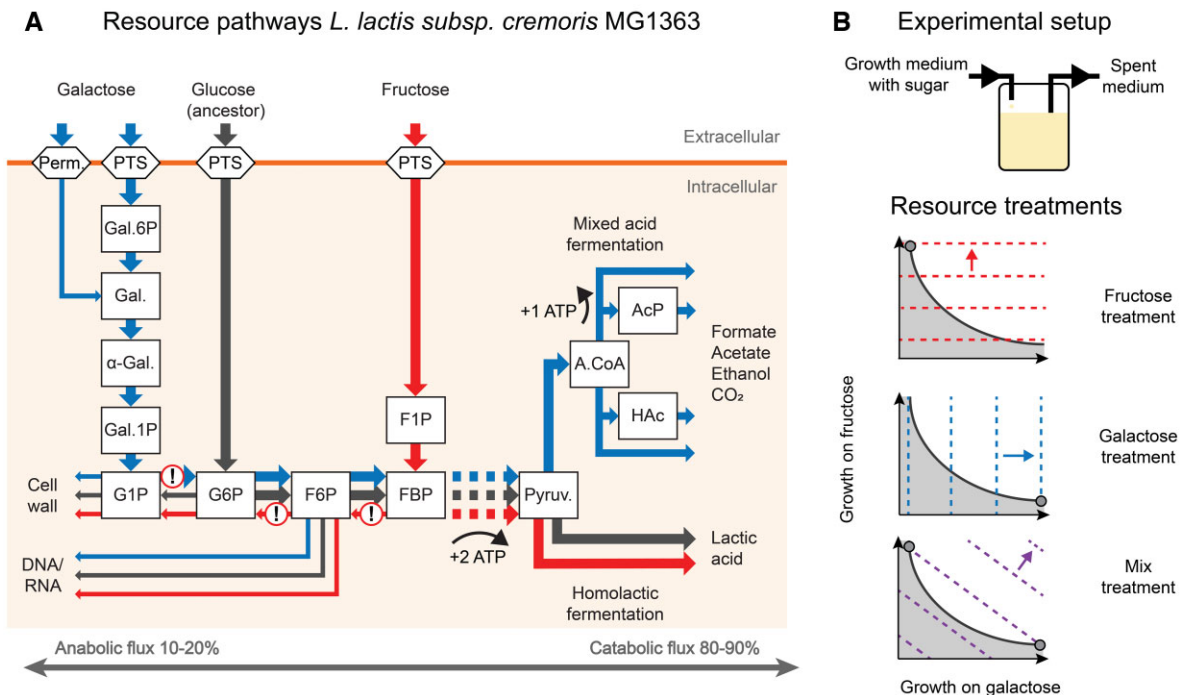 A
Resource pathways L. lactis subsp. cremoris MG1363
Galactose
Glucose
(ancestor)
Fructose
Extracellular
Perm.
PTS
PTS
PTS
Intracellular
Gal.6P
Gal.
α-Gal.
Gal.1P
F1P
Mixed acid
fermentation
+1 ATP
AcP
A.CoA
HAc
Formate
Acetate
Ethanol
CO₂
Cell
wall
G1P
!
G6P
!
F6P
!
FBP
Pyruv.
+2 ATP
Lactic
acid
DNA/
RNA
Homolactic
fermentation
Anabolic flux 10-20%
Catabolic flux 80-90%
B
Experimental setup
Growth medium
with sugar
Spent
medium
Resource treatments
Fructose
treatment
Growth on fructose
Galactose
treatment
Mix
treatment
Growth on galactose